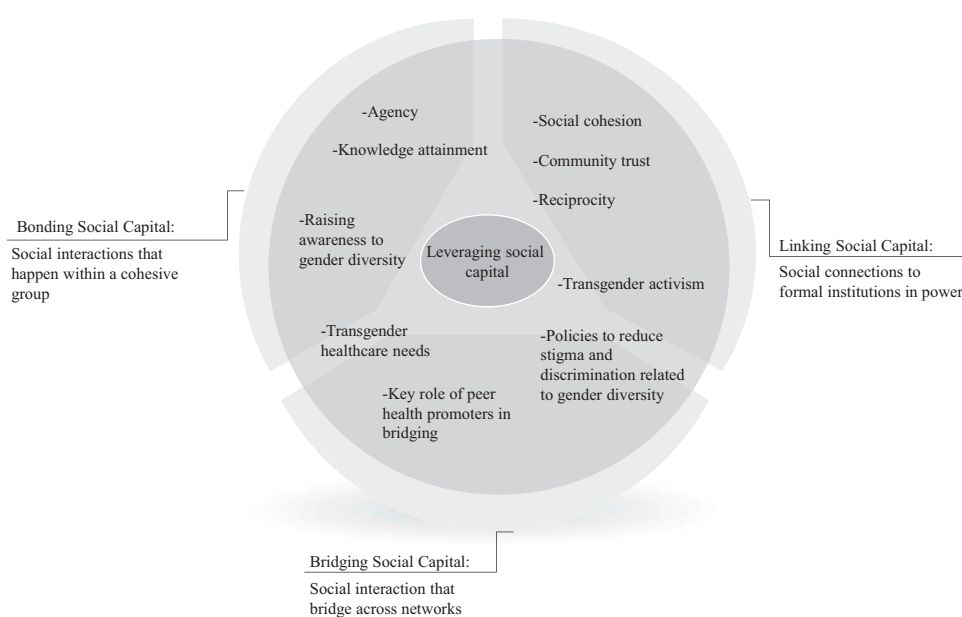 -Agency
-Knowledge attainment
-Raising
awareness to
gender diversity
-Social cohesion
-Community trust
-Reciprocity
Bonding Social Capital:
Social interactions that
happen within a cohesive
group
Leveraging social
capital
Linking Social Capital:
Social connections to
formal institutions in power
-Transgender activism
-Transgender
healthcare needs
-Policies to reduce
stigma and
discrimination related
to gender diversity
-Key role of peer
health promoters in
bridging
Bridging Social Capital:
Social interaction that
bridge across networks